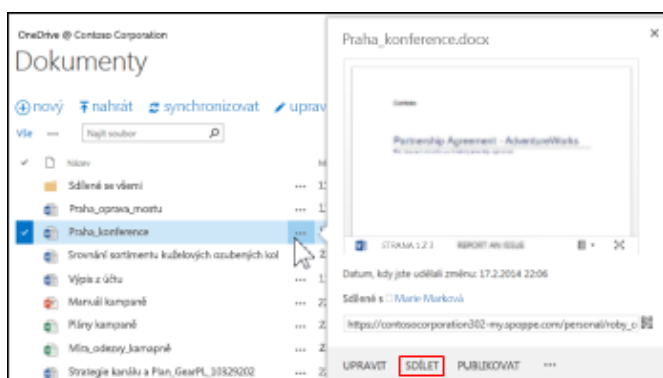 OneDrive @ Contoso Corporation
Dokumenty
nový nahrát synchronizovat uprav
Vše ... Najít soubor
Název
Sdílené se všemi ...
Praha_oprava_mostu ...
Praha_konference ...
Srovnání sortimentu kuželových ozubených kol
Výpis z účtu ...
Manuál kampaně ...
Plány kampaně ...
Míra_odezvy_kamapně ...
Strategie kanálu a Plan_GearPL_10329202 ...
Praha_konference.docx
Contoso
Partnership Agreement - AdventureWorks
STRANA 1 Z 3 REPORT AN ISSUE
Datum, kdy jste udělali změnu: 17.2.2014 22:06
Sdílené s Marie Marková
https://contosocorporation302-my.spoppe.com/personal/roby_o
UPRAVIT SDÍLET PUBLIKOVAT ...